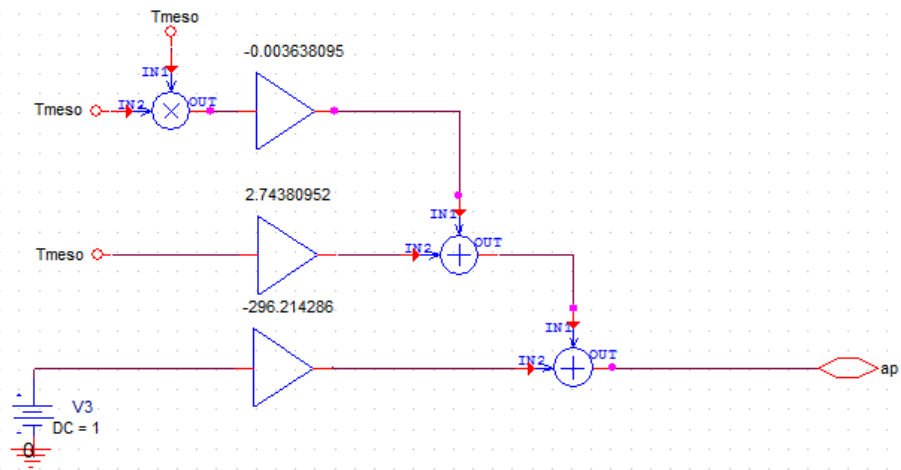 Tmeso
-0.003638095
IN1
Tmeso
IN2
OUT
2.74380952
IN1
Tmeso
IN2
OUT
-296.214286
IN1
IN2
OUT
ap
V3
DC = 1
0